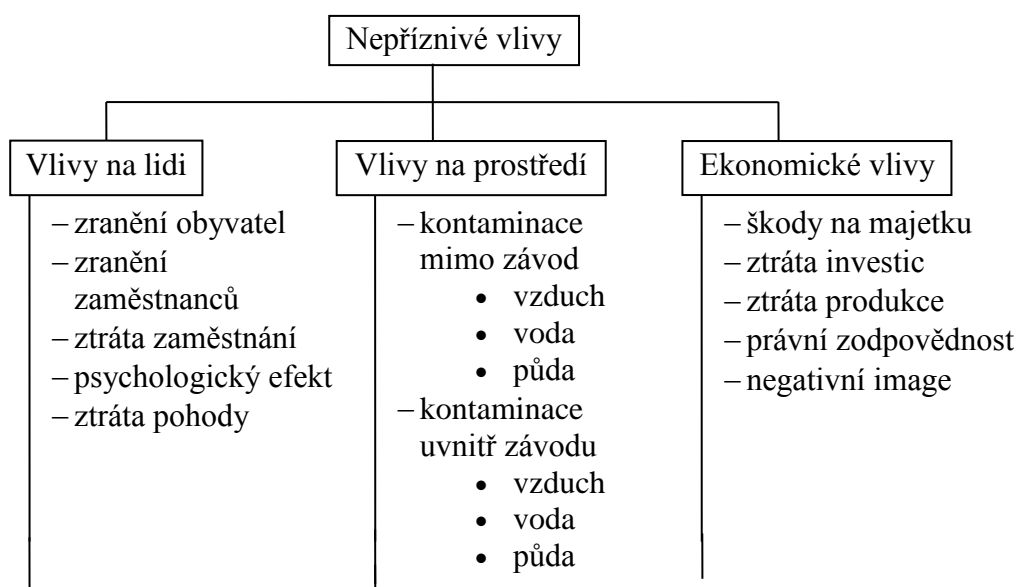 Nepříznivé vlivy
Vlivy na lidi
– zranění obyvatel
– zranění
zaměstnanců
– ztráta zaměstnání
– psychologický efekt
– ztráta pohody
Vlivy na prostředí
– kontaminace
mimo závod
• vzduch
• voda
• půda
– kontaminace
uvnitř závodu
• vzduch
• voda
• půda
Ekonomické vlivy
– škody na majetku
– ztráta investic
– ztráta produkce
– právní zodpovědnost
– negativní image